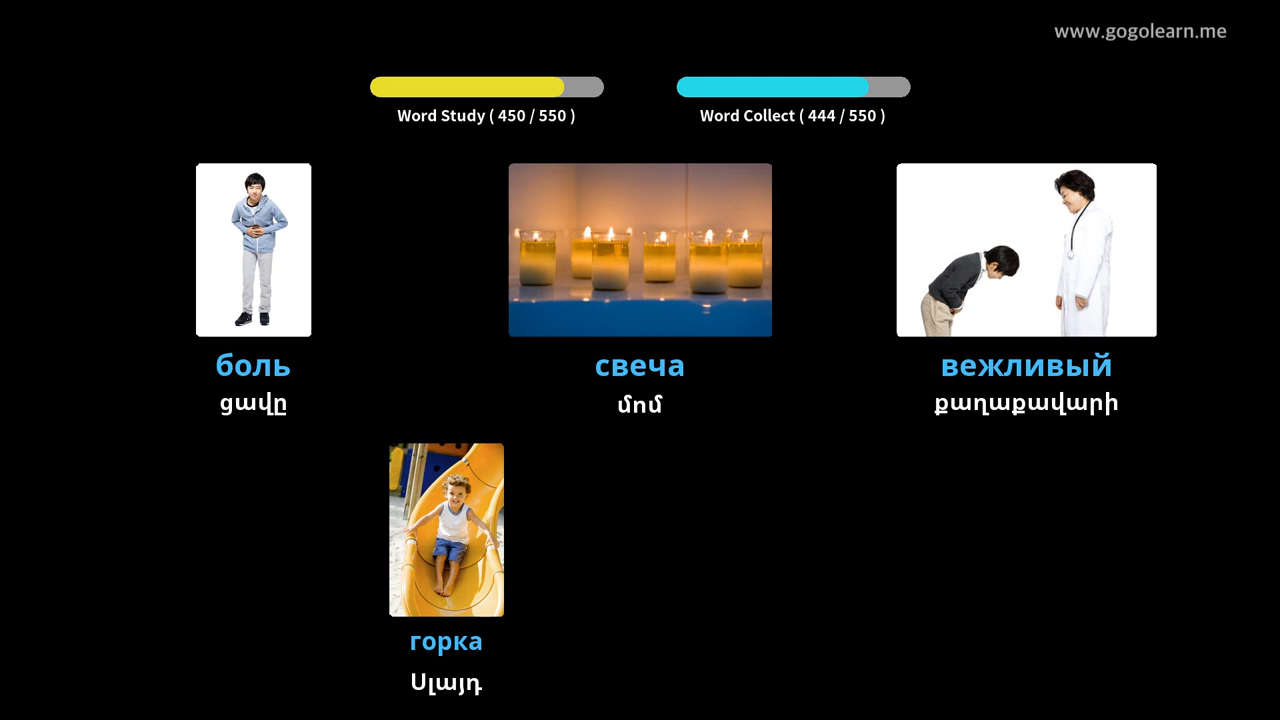 www.gogolearn.me
Word Study ( 450 / 550 )
Word Collect ( 444 / 550 )
боль
ցավը
свеча
մոմ
вежливый
քաղաքավարի
горка
Սլայդ